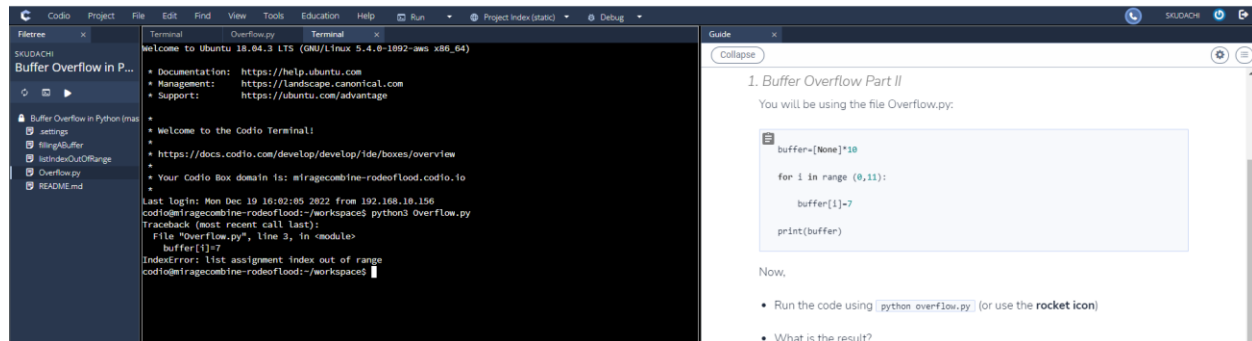 Codio Project File Edit Find View Tools Education Help Run Project Index (static) Debug SKUDACHI
Filetree x
SKUDACHI
Buffer Overflow in P...
Buffer Overflow in Python (mas
.settings
fillingABuffer
listIndexOutOfRange
Overflow.py
README.md
Terminal Overflow.py Terminal x
Welcome to Ubuntu 18.04.3 LTS (GNU/Linux 5.4.0-1092-aws x86_64)
* Documentation: https://help.ubuntu.com
* Management: https://landscape.canonical.com
* Support: https://ubuntu.com/advantage
*
* Welcome to the Codio Terminal!
*
* https://docs.codio.com/develop/develop/ide/boxes/overview
*
* Your Codio Box domain is: miragecombine-rodeoflood.codio.io
*
Last login: Mon Dec 19 16:02:05 2022 from 192.168.10.156
codio@miragecombine-rodeoflood:~/workspace$ python3 Overflow.py
Traceback (most recent call last):
File "Overflow.py", line 3, in <module>
buffer[i]=7
IndexError: list assignment index out of range
codio@miragecombine-rodeoflood:~/workspace$
Guide x
Collapse
1. Buffer Overflow Part II
You will be using the file Overflow.py:
buffer=[None]*10
for i in range (0,11):
buffer[i]=7
print(buffer)
Now,
• Run the code using python overflow.py (or use the rocket icon)
• What is the result?